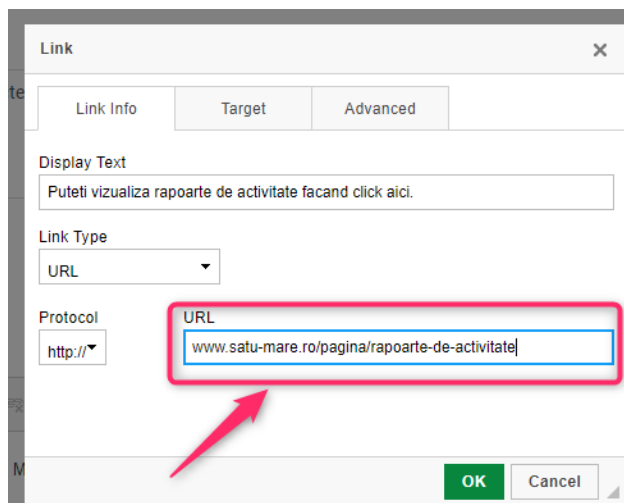 Link
te
Link Info
Target
Advanced
Display Text
Puteti vizualiza rapoarte de activitate facand click aici.
Link Type
URL
Protocol
URL
http://
www.satu-mare.ro/pagina/rapoarte-de-activitate
M
OK
Cancel